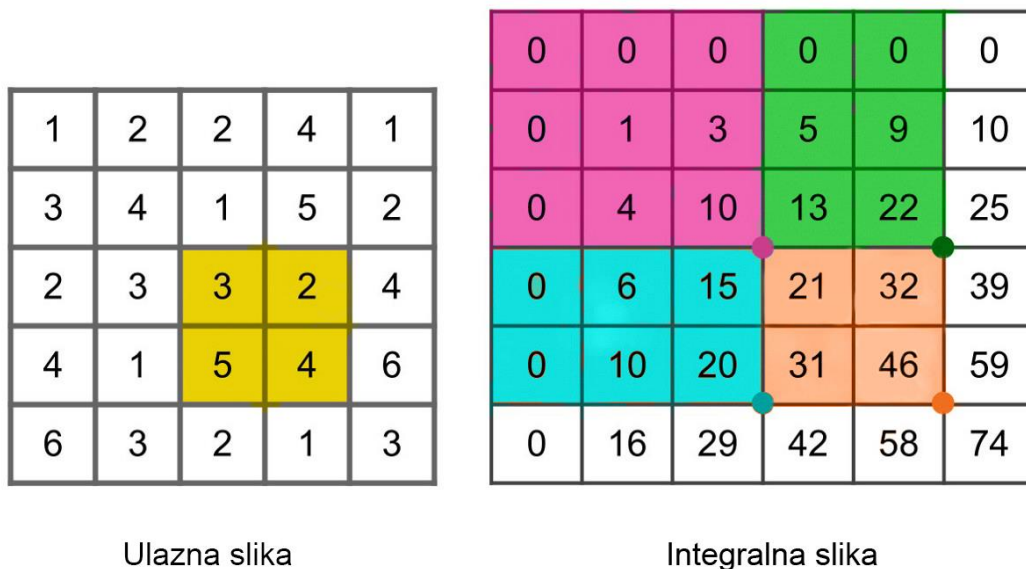 1 2 2 4 1
3 4 1 5 2
2 3 3 2 4
4 1 5 4 6
6 3 2 1 3
Ulazna slika
0 0 0 0 0 0
0 1 3 5 9 10
0 4 10 13 22 25
0 6 15 21 32 39
0 10 20 31 46 59
0 16 29 42 58 74
Integralna slika